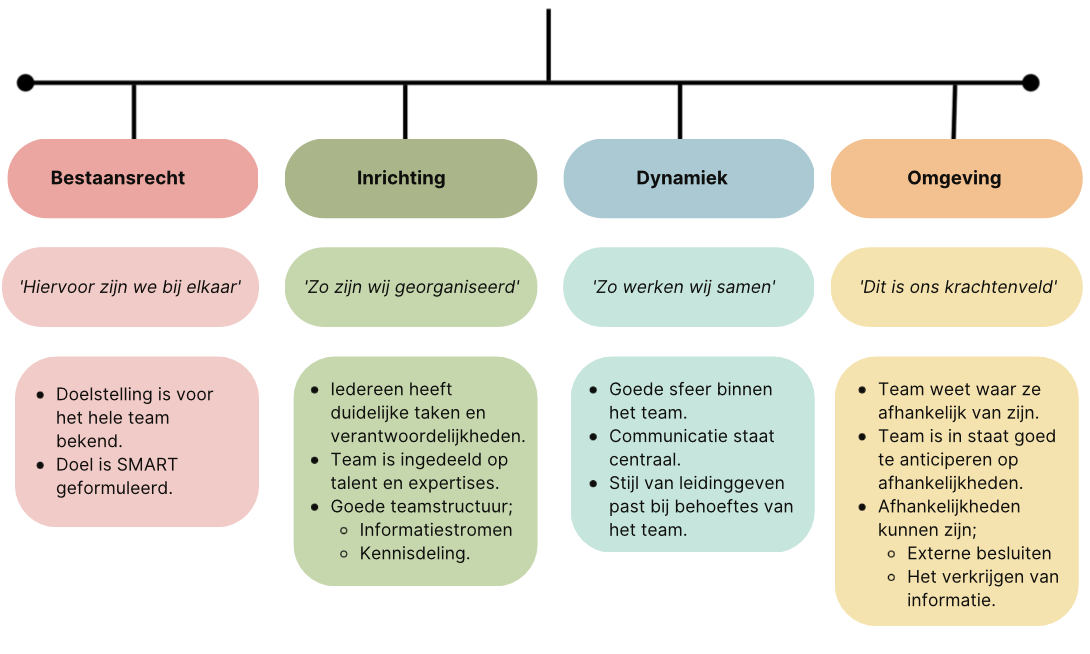 Bestaansrecht
Inrichting
Dynamiek
Omgeving
'Hiervoor zijn we bij elkaar'
'Zo zijn wij georganiseerd'
'Zo werken wij samen'
'Dit is ons krachtenveld'
• Doelstelling is voor
het hele team
bekend.
• Doel is SMART
geformuleerd.
• Iedereen heeft
duidelijke taken en
verantwoordelijkheden.
• Team is ingedeeld op
talent en expertises.
• Goede teamstructuur;
◦ Informatiestromen
◦ Kennisdeling.
• Goede sfeer binnen
het team.
• Communicatie staat
centraal.
• Stijl van leidinggeven
past bij behoeftes van
het team.
• Team weet waar ze
afhankelijk van zijn.
• Team is in staat goed
te anticiperen op
afhankelijkheden.
• Afhankelijkheden
kunnen zijn;
◦ Externe besluiten
◦ Het verkrijgen van
informatie.